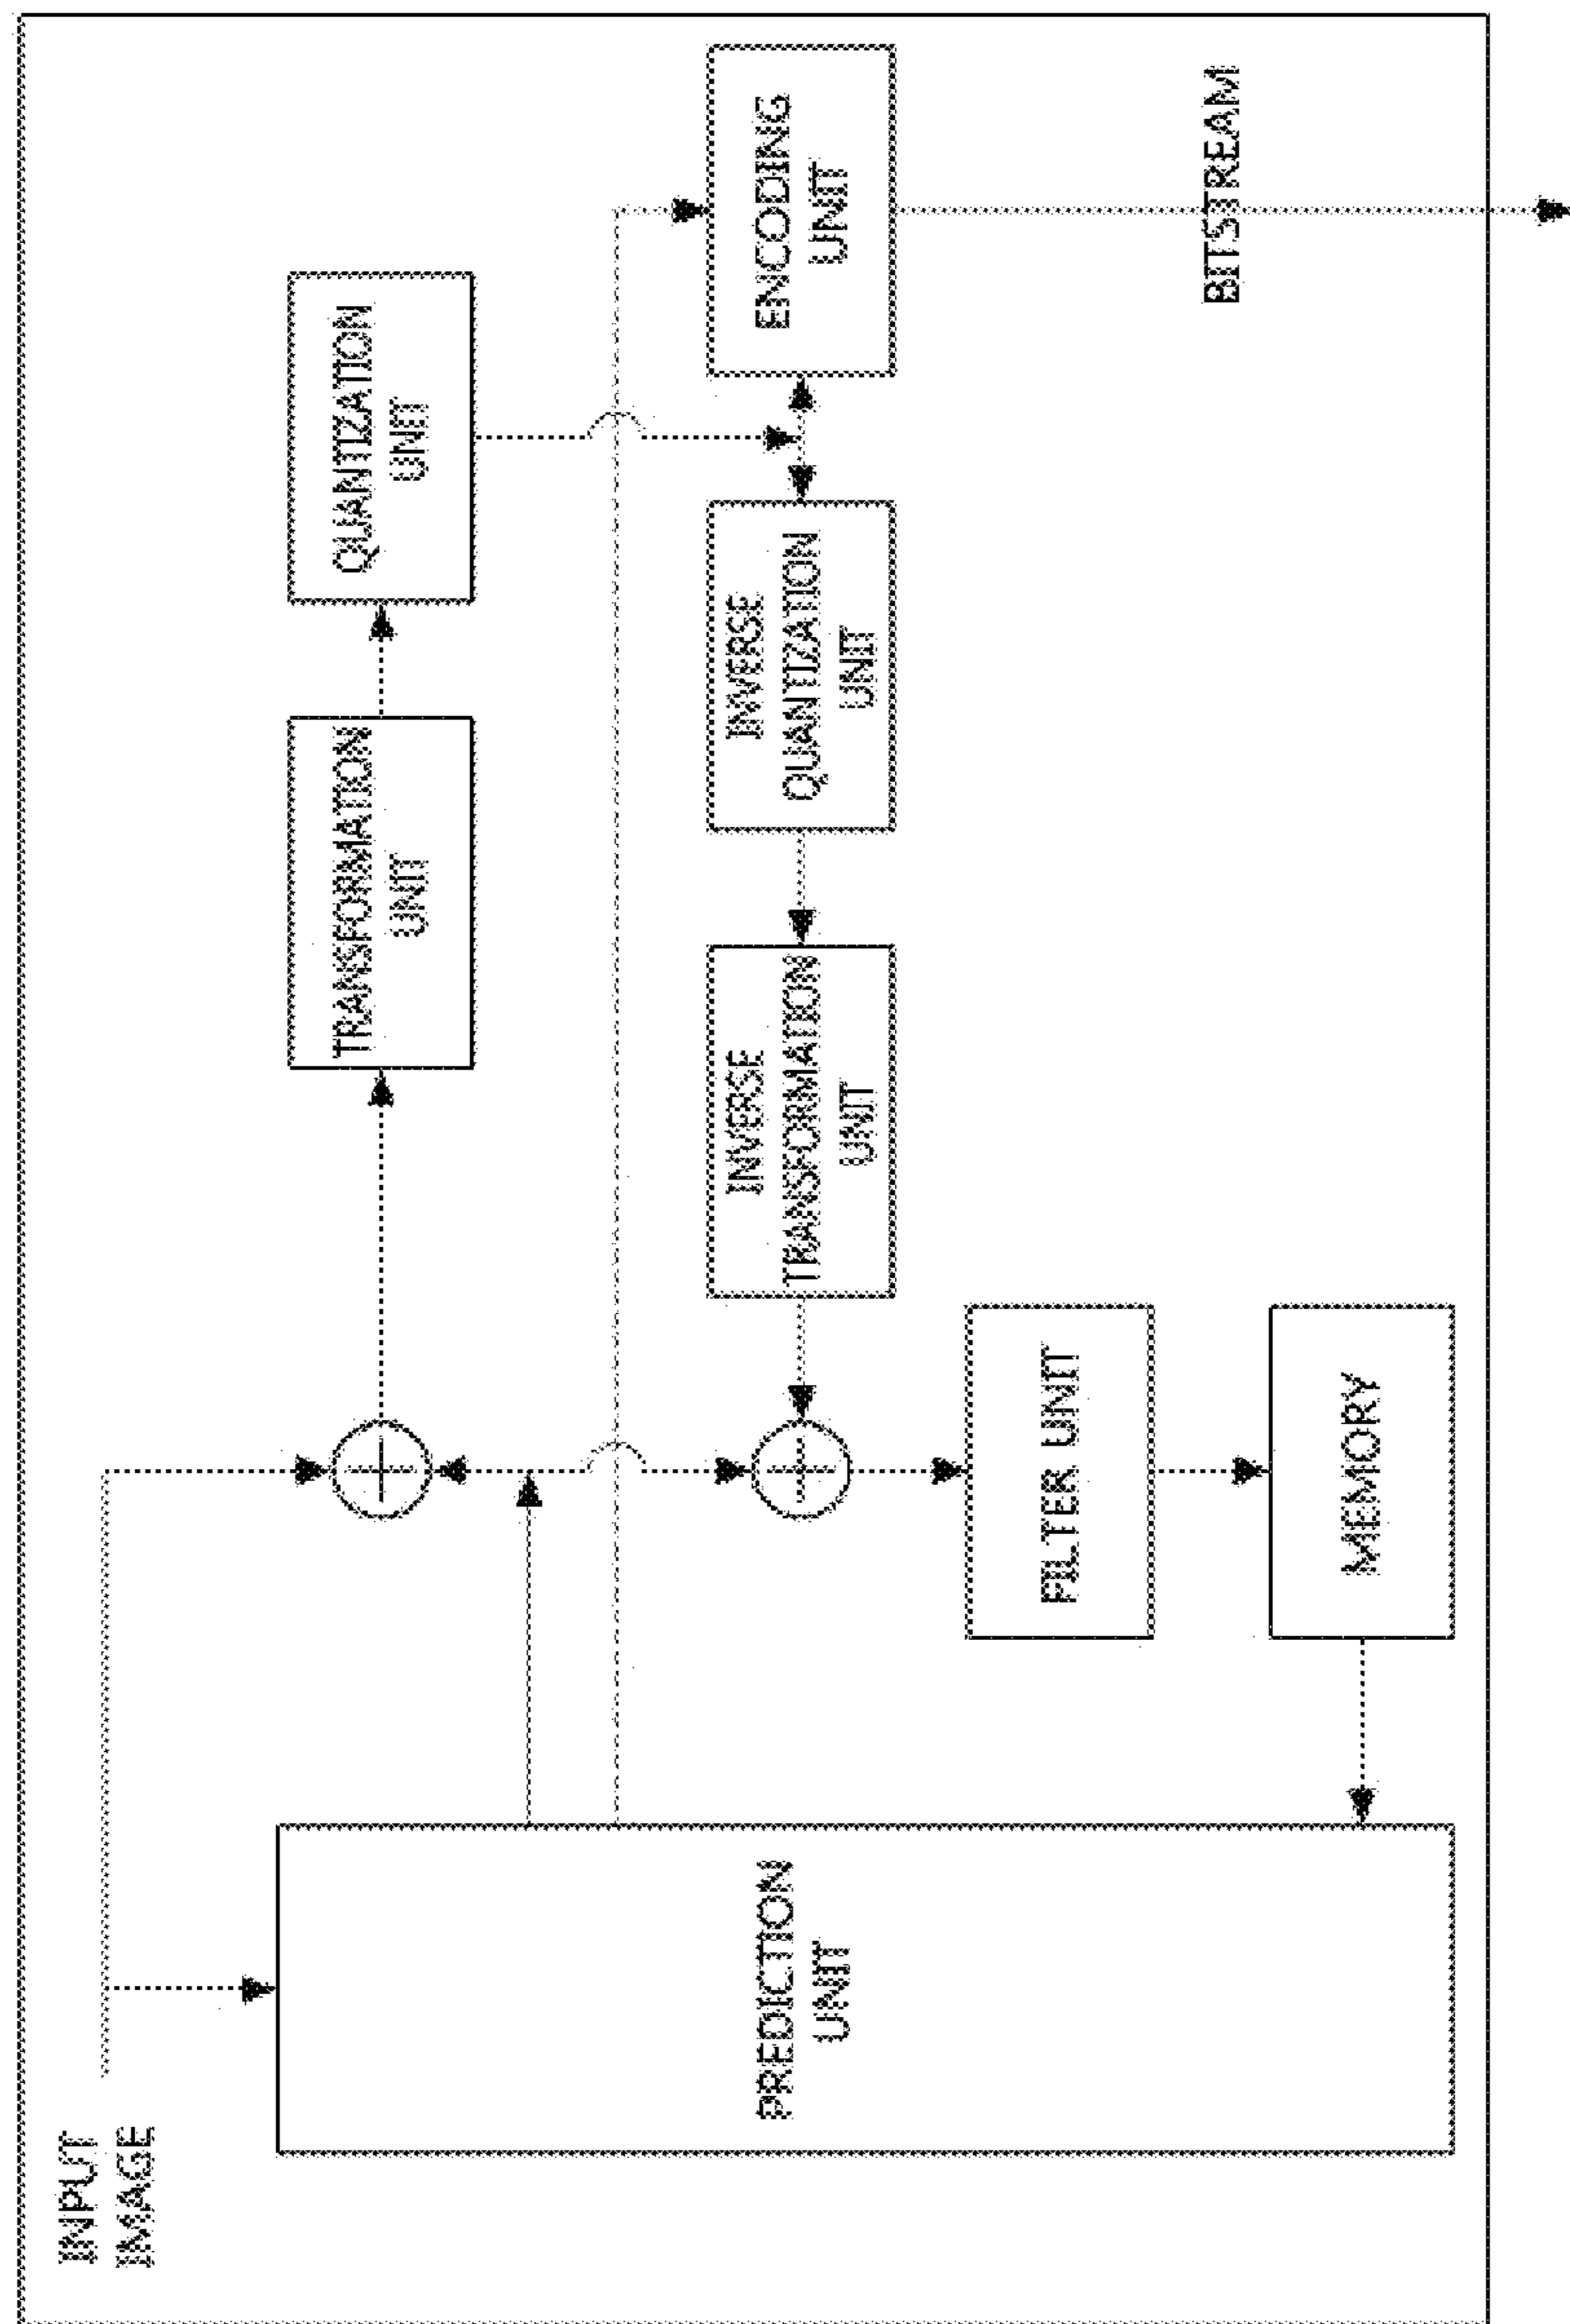 INPUT
IMAGE
TRANSFORMATION
UNIT
QUANTIZATION
UNIT
PREDICTION
UNIT
INVERSE
TRANSFORMATION
UNIT
INVERSE
QUANTIZATION
UNIT
ENCODING
UNIT
FILTER UNIT
MEMORY
BITSTREAM